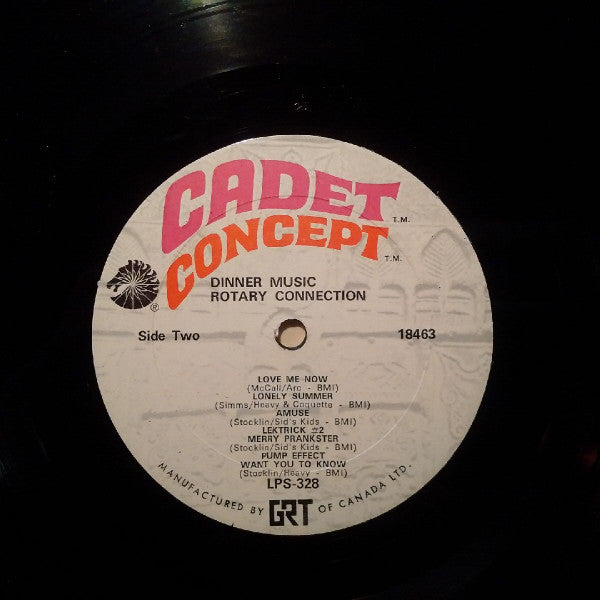 CADET T.M.
CONCEPT T.M.
DINNER MUSIC
ROTARY CONNECTION
®
Side Two 18463
LOVE ME NOW
(McCall/Arc - BMI)
LONELY SUMMER
(Simms/Heavy & Coquette - BMI)
AMUSE
(Stocklin/Sid's Kids - BMI)
LEKTRICK #2
MERRY PRANKSTER
(Stocklin/Sid's Kids - BMI)
PUMP EFFECT
WANT YOU TO KNOW
(Stocklin/Heavy - BMI)
LPS-328
MANUFACTURED BY GRT OF CANADA LTD.